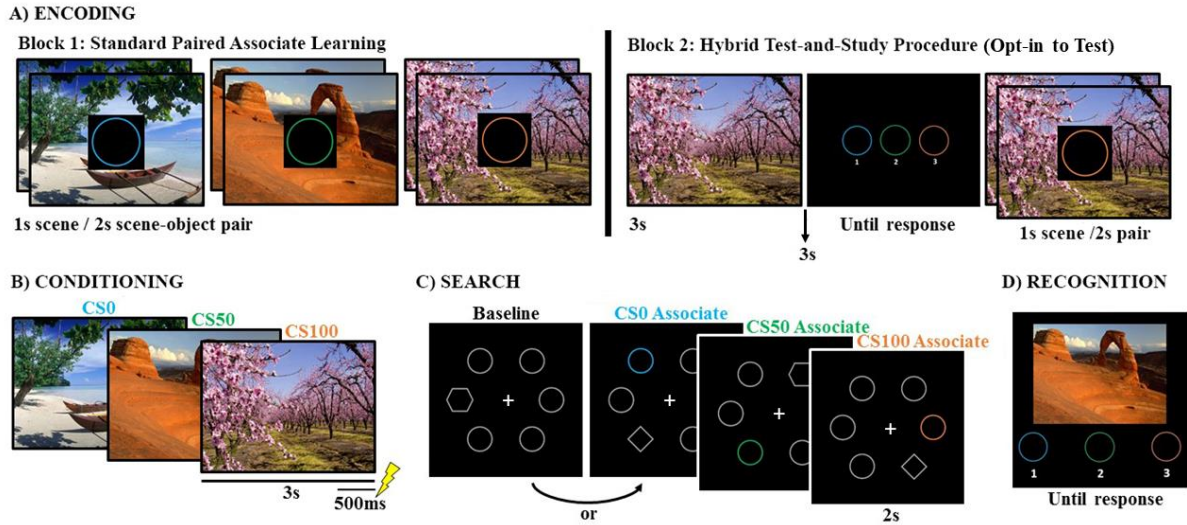 A) ENCODING
Block 1: Standard Paired Associate Learning
1s scene / 2s scene-object pair
Block 2: Hybrid Test-and-Study Procedure (Opt-in to Test)
1 2 3
3s
3s
Until response
1s scene /2s pair
B) CONDITIONING
CS0
CS50
CS100
3s
500ms
C) SEARCH
Baseline
CS0 Associate
CS50 Associate
CS100 Associate
or
2s
D) RECOGNITION
1 2 3
Until response